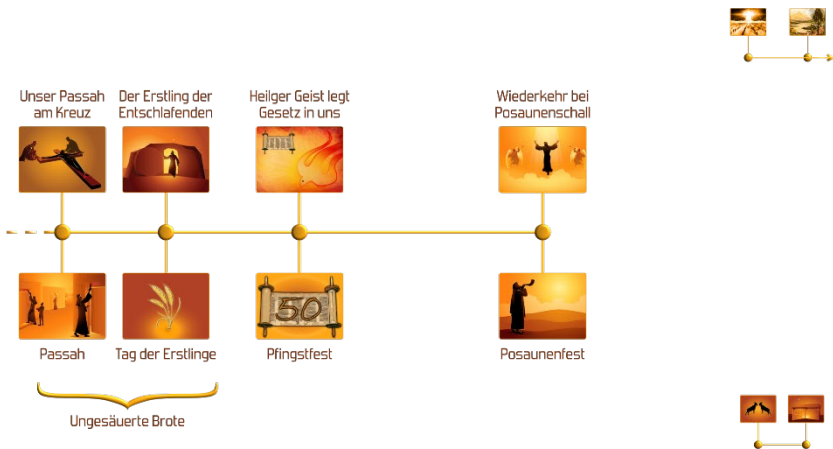 Unser Passah
am Kreuz
Der Erstling der
Entschlafenden
Heilger Geist legt
Gesetz in uns
Wiederkehr bei
Posaunenschall
50
Passah
Tag der Erstlinge
Pfingstfest
Posaunenfest
Ungesäuerte Brote